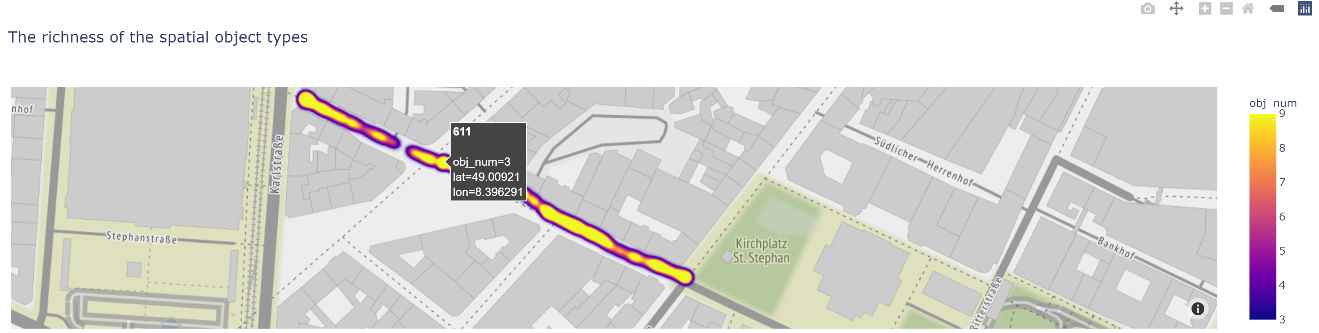 The richness of the spatial object types
nhof
Karlstraße
Stephanstraße
611
obj_num=3
lat=49.00921
lon=8.396291
Kirchplatz
St. Stephan
Südlicher-Herrenhof
Bankhof
Ritterstraße
obj_num
9
8
7
6
5
4
3